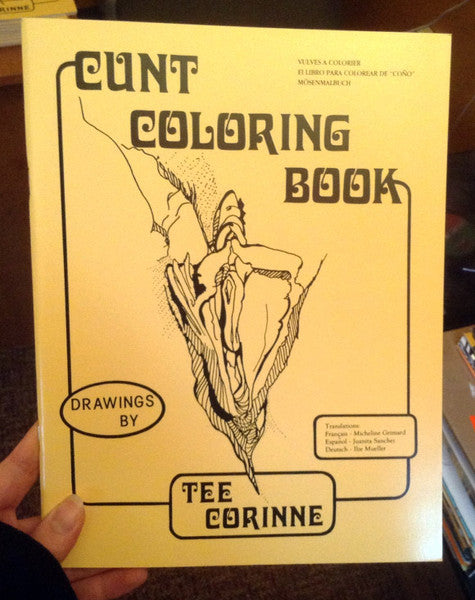 VULVES A COLORIER
El LIBRO PARA COLOREAR DE "COÑO"
MÖSENMALBUCH
CUNT
COLORING
BOOK
DRAWINGS
BY
Translations:
Français - Micheline Grimard
Español - Juanita Sanchez
Deutsch - Ilse Mueller
TEE
CORINNE